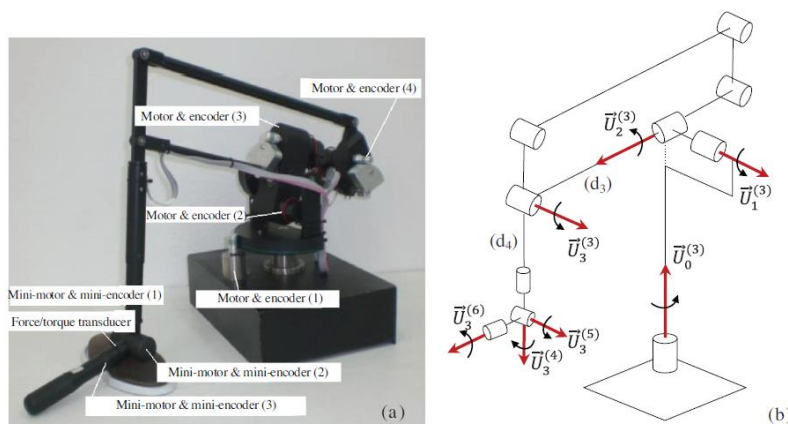 Motor & encoder (4)
Motor & encoder (3)
Motor & encoder (2)
Mini-motor & mini-encoder (1)
Motor & encoder (1)
Force/torque transducer
Mini-motor & mini-encoder (2)
Mini-motor & mini-encoder (3)
(a)
U⃗₂⁽³⁾
(d₃)
U⃗₁⁽³⁾
U⃗₃⁽³⁾
(d₄)
U⃗₀⁽³⁾
U⃗₃⁽⁶⁾
U⃗₃⁽⁵⁾
U⃗₃⁽⁴⁾
(b)